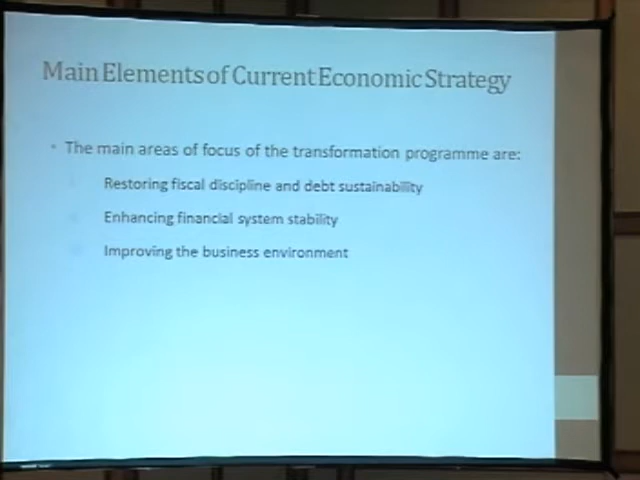 Main Elements of Current Economic Strategy
• The main areas of focus of the transformation programme are:
Restoring fiscal discipline and debt sustainability
Enhancing financial system stability
Improving the business environment